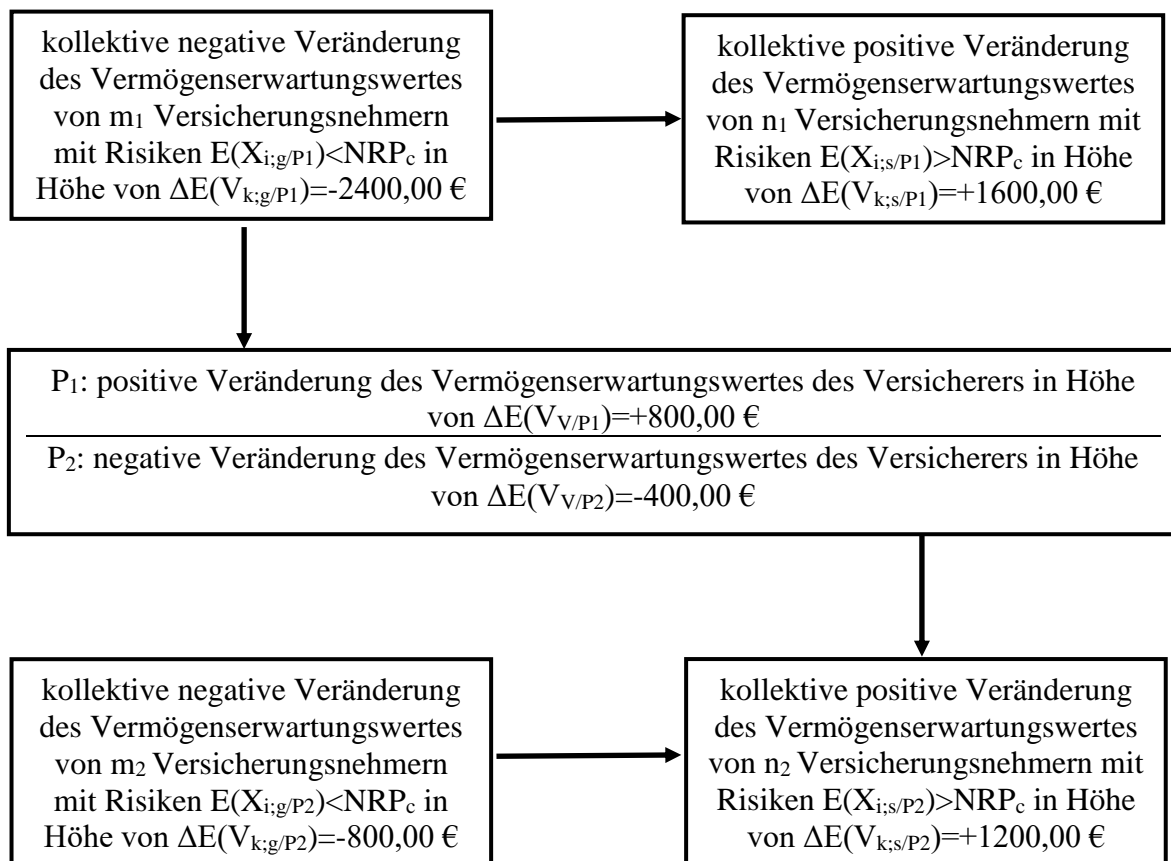 kollektive negative Veränderung
des Vermögenserwartungswertes
von m₁ Versicherungsnehmern
mit Risiken E(Xᵢ;g/P1)<NRPc in
Höhe von ΔE(Vk;g/P1)=-2400,00 €
kollektive positive Veränderung
des Vermögenserwartungswertes
von n₁ Versicherungsnehmern mit
Risiken E(Xi;s/P1)>NRPc in Höhe
von ΔE(Vk;s/P1)=+1600,00 €
P₁: positive Veränderung des Vermögenserwartungswertes des Versicherers in Höhe
von ΔE(VV/P1)=+800,00 €
P₂: negative Veränderung des Vermögenserwartungswertes des Versicherers in Höhe
von ΔE(VV/P2)=-400,00 €
kollektive negative Veränderung
des Vermögenserwartungswertes
von m₂ Versicherungsnehmern
mit Risiken E(Xi;g/P2)<NRPc in
Höhe von ΔE(Vk;g/P2)=-800,00 €
kollektive positive Veränderung
des Vermögenserwartungswertes
von n₂ Versicherungsnehmern mit
Risiken E(Xi;s/P2)>NRPc in Höhe
von ΔE(Vk;s/P2)=+1200,00 €